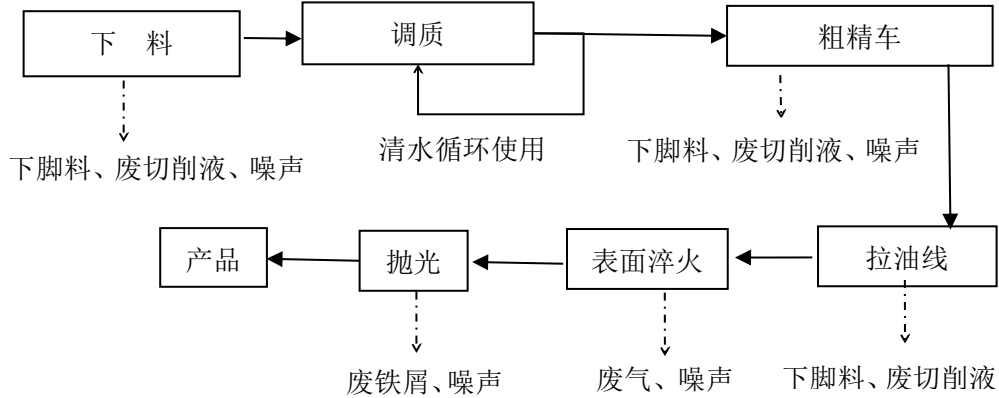 下 料
调质
粗精车
清水循环使用
下脚料、废切削液、噪声
下脚料、废切削液、噪声
产品
抛光
表面淬火
拉油线
废铁屑、噪声
废气、噪声
下脚料、废切削液